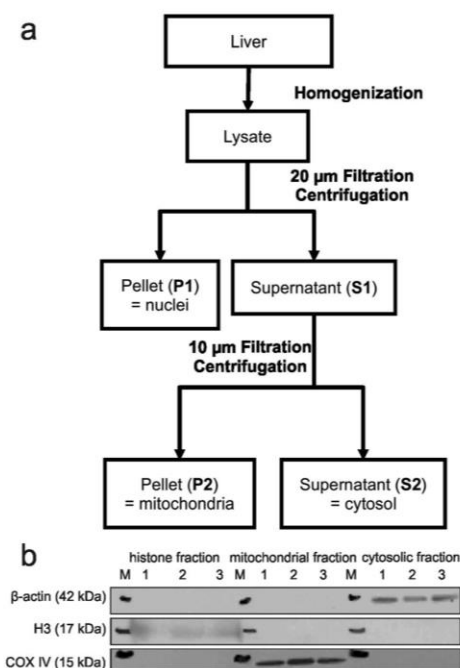 a
Liver
Homogenization
Lysate
20 µm Filtration
Centrifugation
Pellet (P1)
= nuclei
Supernatant (S1)
10 µm Filtration
Centrifugation
Pellet (P2)
= mitochondria
Supernatant (S2)
= cytosol
b
histone fraction mitochondrial fraction cytosolic fraction
M 1 2 3 M 1 2 3 M 1 2 3
β-actin (42 kDa)
H3 (17 kDa)
COX IV (15 kDa)